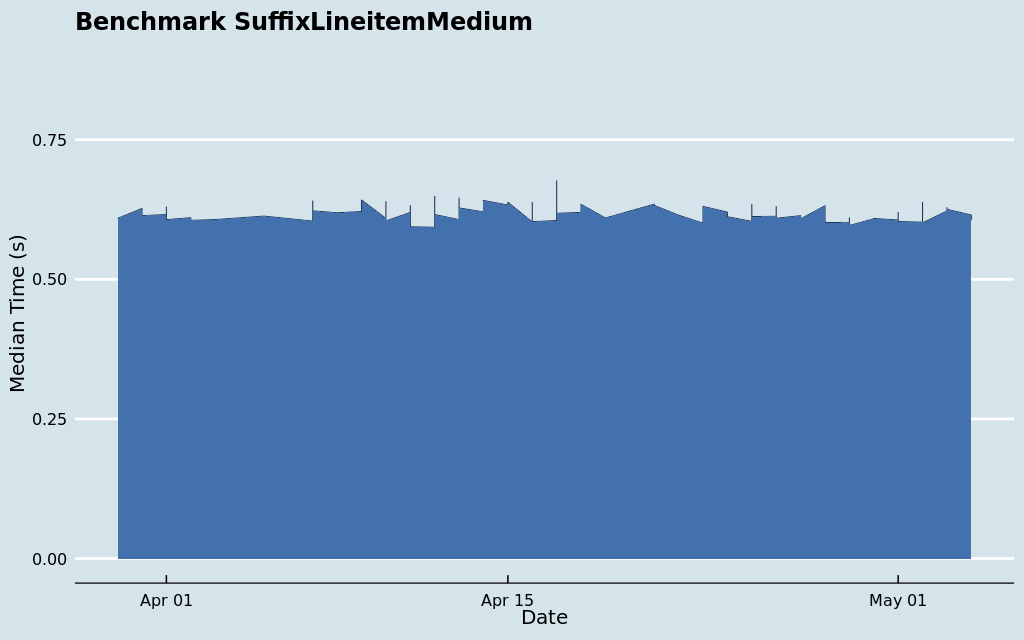 Benchmark SuffixLineitemMedium
Median Time (s)
0.75
0.50
0.25
0.00
Apr 01
Apr 15
May 01
Date